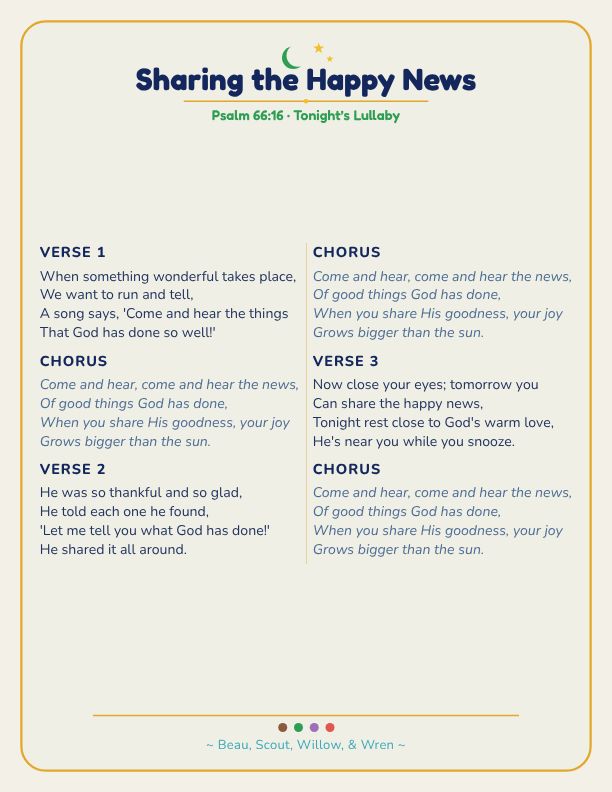 Sharing the Happy News
Psalm 66:16 · Tonight's Lullaby
VERSE 1
When something wonderful takes place,
We want to run and tell,
A song says, 'Come and hear the things
That God has done so well!'
CHORUS
Come and hear, come and hear the news,
Of good things God has done,
When you share His goodness, your joy
Grows bigger than the sun.
VERSE 2
He was so thankful and so glad,
He told each one he found,
'Let me tell you what God has done!'
He shared it all around.
CHORUS
Come and hear, come and hear the news,
Of good things God has done,
When you share His goodness, your joy
Grows bigger than the sun.
VERSE 3
Now close your eyes; tomorrow you
Can share the happy news,
Tonight rest close to God's warm love,
He's near you while you snooze.
CHORUS
Come and hear, come and hear the news,
Of good things God has done,
When you share His goodness, your joy
Grows bigger than the sun.
~ Beau, Scout, Willow, & Wren ~